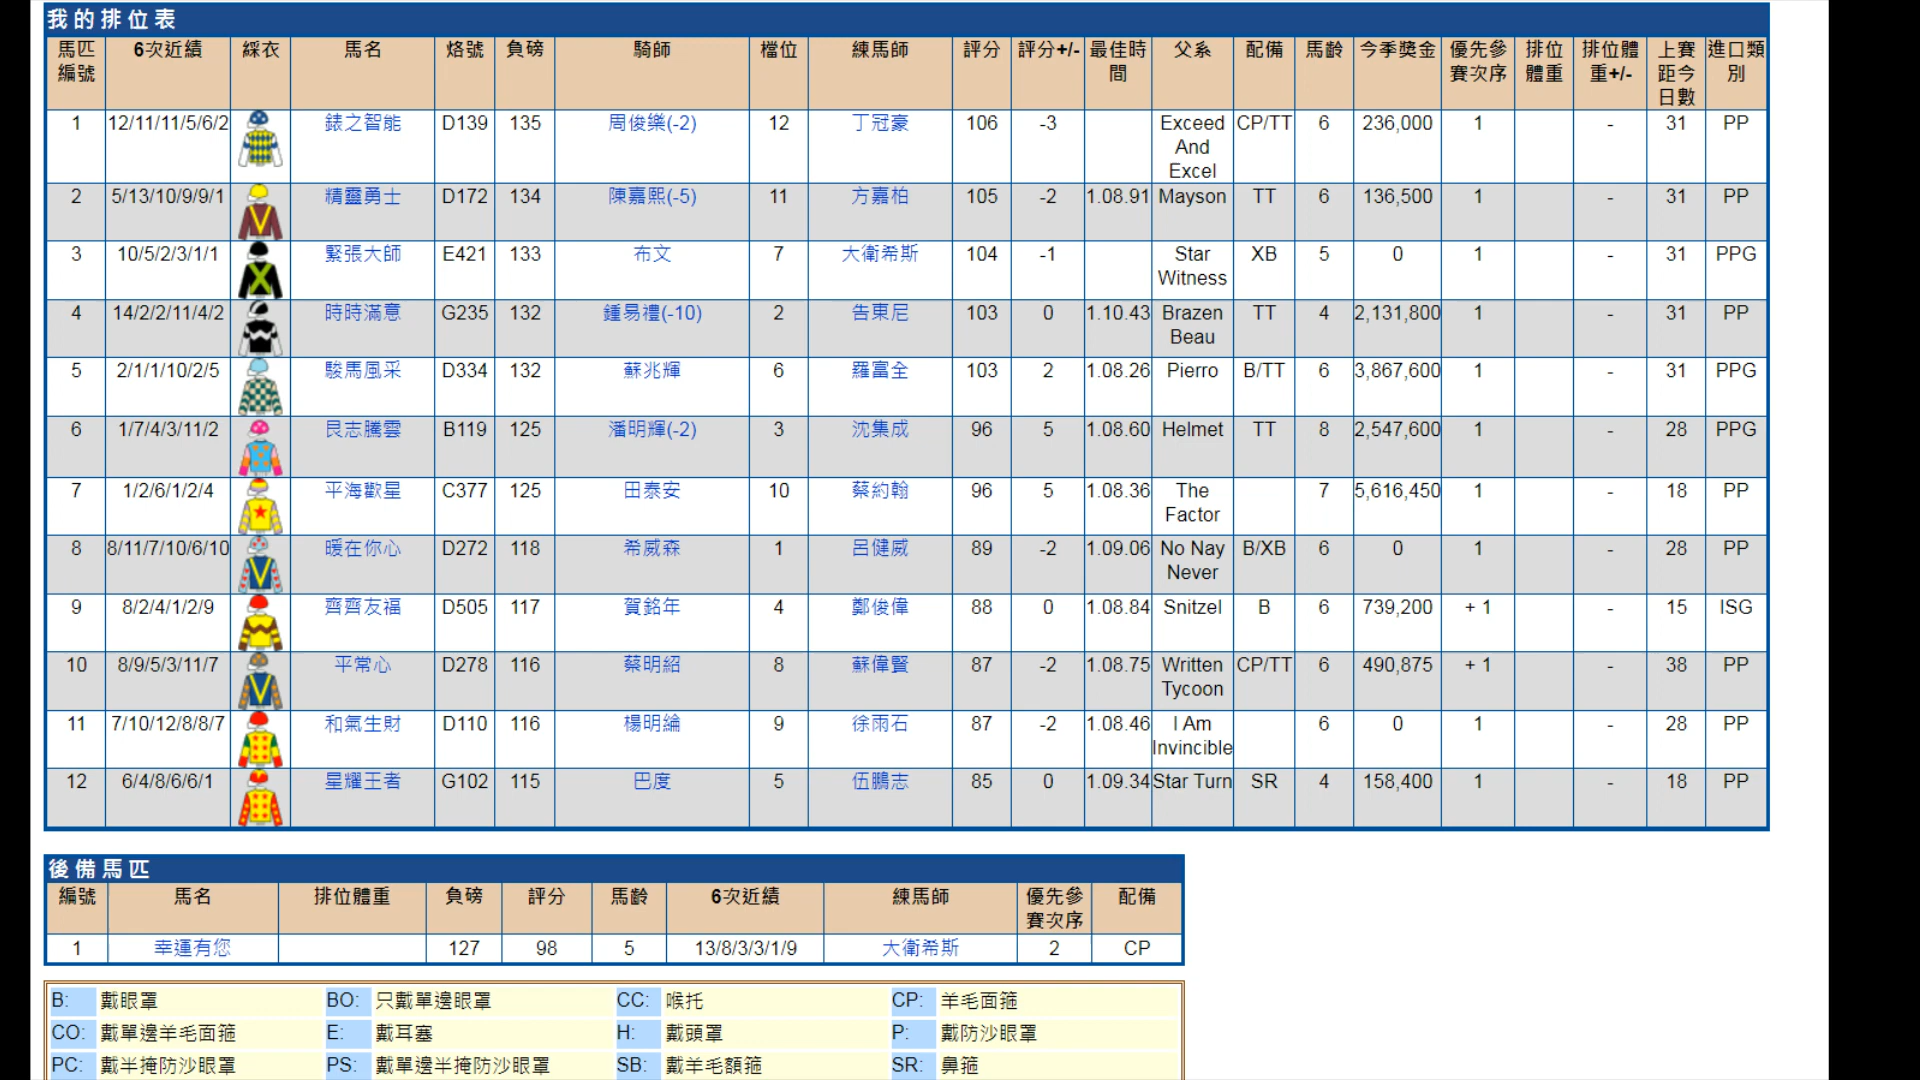 我的排位表
馬匹編號 6次近績 綵衣 馬名 烙號 負磅 騎師 檔位 練馬師 評分 評分+/- 最佳時間 父系 配備 馬齡 今季獎金 優先參賽次序 排位體重 排位體重+/- 上賽距今日數 進口類別
1 12/11/11/5/6/2 錶之智能 D139 135 周俊樂(-2) 12 丁冠豪 106 -3 Exceed And Excel CP/TT 6 236,000 1 - 31 PP
2 5/13/10/9/9/1 精靈勇士 D172 134 陳嘉熙(-5) 11 方嘉柏 105 -2 1.08.91 Mayson TT 6 136,500 1 - 31 PP
3 10/5/2/3/1/1 緊張大師 E421 133 布文 7 大衛希斯 104 -1 Star Witness XB 5 0 1 - 31 PPG
4 14/2/2/11/4/2 時時滿意 G235 132 鍾易禮(-10) 2 告東尼 103 0 1.10.43 Brazen Beau TT 4 2,131,800 1 - 31 PP
5 2/1/1/10/2/5 駿馬風采 D334 132 蘇兆輝 6 羅富全 103 2 1.08.26 Pierro B/TT 6 3,867,600 1 - 31 PPG
6 1/7/4/3/11/2 艮志騰雲 B119 125 潘明輝(-2) 3 沈集成 96 5 1.08.60 Helmet TT 8 2,547,600 1 - 28 PPG
7 1/2/6/1/2/4 平海歡星 C377 125 田泰安 10 蔡約翰 96 5 1.08.36 The Factor 7 5,616,450 1 - 18 PP
8 8/11/7/10/6/10 暖在你心 D272 118 希威森 1 呂健威 89 -2 1.09.06 No Nay Never B/XB 6 0 1 - 28 PP
9 8/2/4/1/2/9 齊齊友福 D505 117 賀銘年 4 鄭俊偉 88 0 1.08.84 Snitzel B 6 739,200 + 1 - 15 ISG
10 8/9/5/3/11/7 平常心 D278 116 蔡明紹 8 蘇偉賢 87 -2 1.08.75 Written Tycoon CP/TT 6 490,875 + 1 - 38 PP
11 7/10/12/8/8/7 和氣生財 D110 116 楊明綸 9 徐雨石 87 -2 1.08.46 I Am Invincible 6 0 1 - 28 PP
12 6/4/8/6/6/1 星耀王者 G102 115 巴度 5 伍鵬志 85 0 1.09.34 Star Turn SR 4 158,400 1 - 18 PP
後備馬匹
編號 馬名 排位體重 負磅 評分 馬齡 6次近績 練馬師 優先參賽次序 配備
1 幸運有您 127 98 5 13/8/3/3/1/9 大衛希斯 2 CP
B: 戴眼罩 BO: 只戴單邊眼罩 CC: 喉托 CP: 羊毛面箍
CO: 戴單邊羊毛面箍 E: 戴耳塞 H: 戴頭罩 P: 戴防沙眼罩
PC: 戴半掩防沙眼罩 PS: 戴單邊半掩防沙眼罩 SB: 戴羊毛額箍 SR: 鼻箍